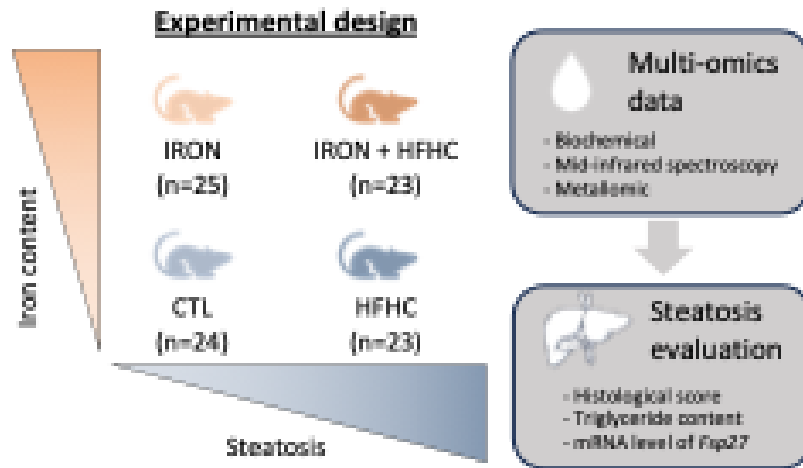 Experimental design
IRON
(n=25)
IRON + HFHC
(n=23)
CTL
(n=24)
HFHC
(n=23)
Iron content
Steatosis
Multi-omics
data
- Biochemical
- Mid-infrared spectroscopy
- Metallomic
Steatosis
evaluation
- Histological score
- Triglyceride content
- mRNA level of Fsp27